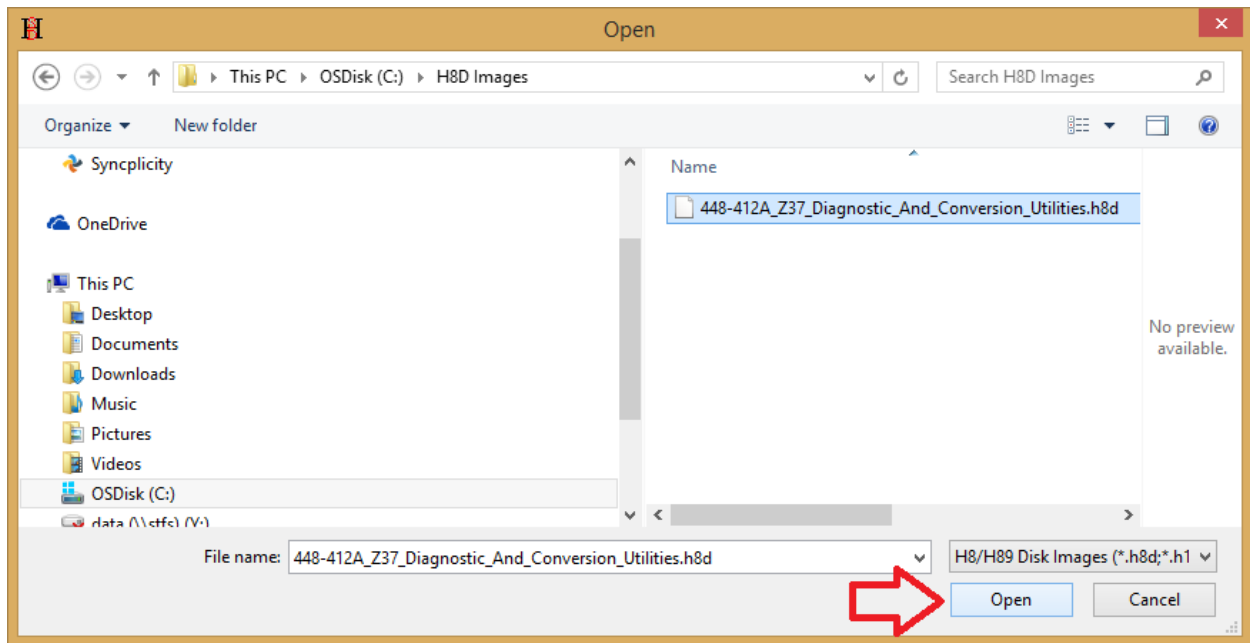 H
Open
This PC OSDisk (C:) H8D Images
Search H8D Images
Organize
New folder
Syncplicity
OneDrive
This PC
Desktop
Documents
Downloads
Music
Pictures
Videos
OSDisk (C:)
data (\\stfs) (Y:)
Name
448-412A_Z37_Diagnostic_And_Conversion_Utilities.h8d
No preview
available.
File name: 448-412A_Z37_Diagnostic_And_Conversion_Utilities.h8d
H8/H89 Disk Images (*.h8d;*.h1
Open
Cancel